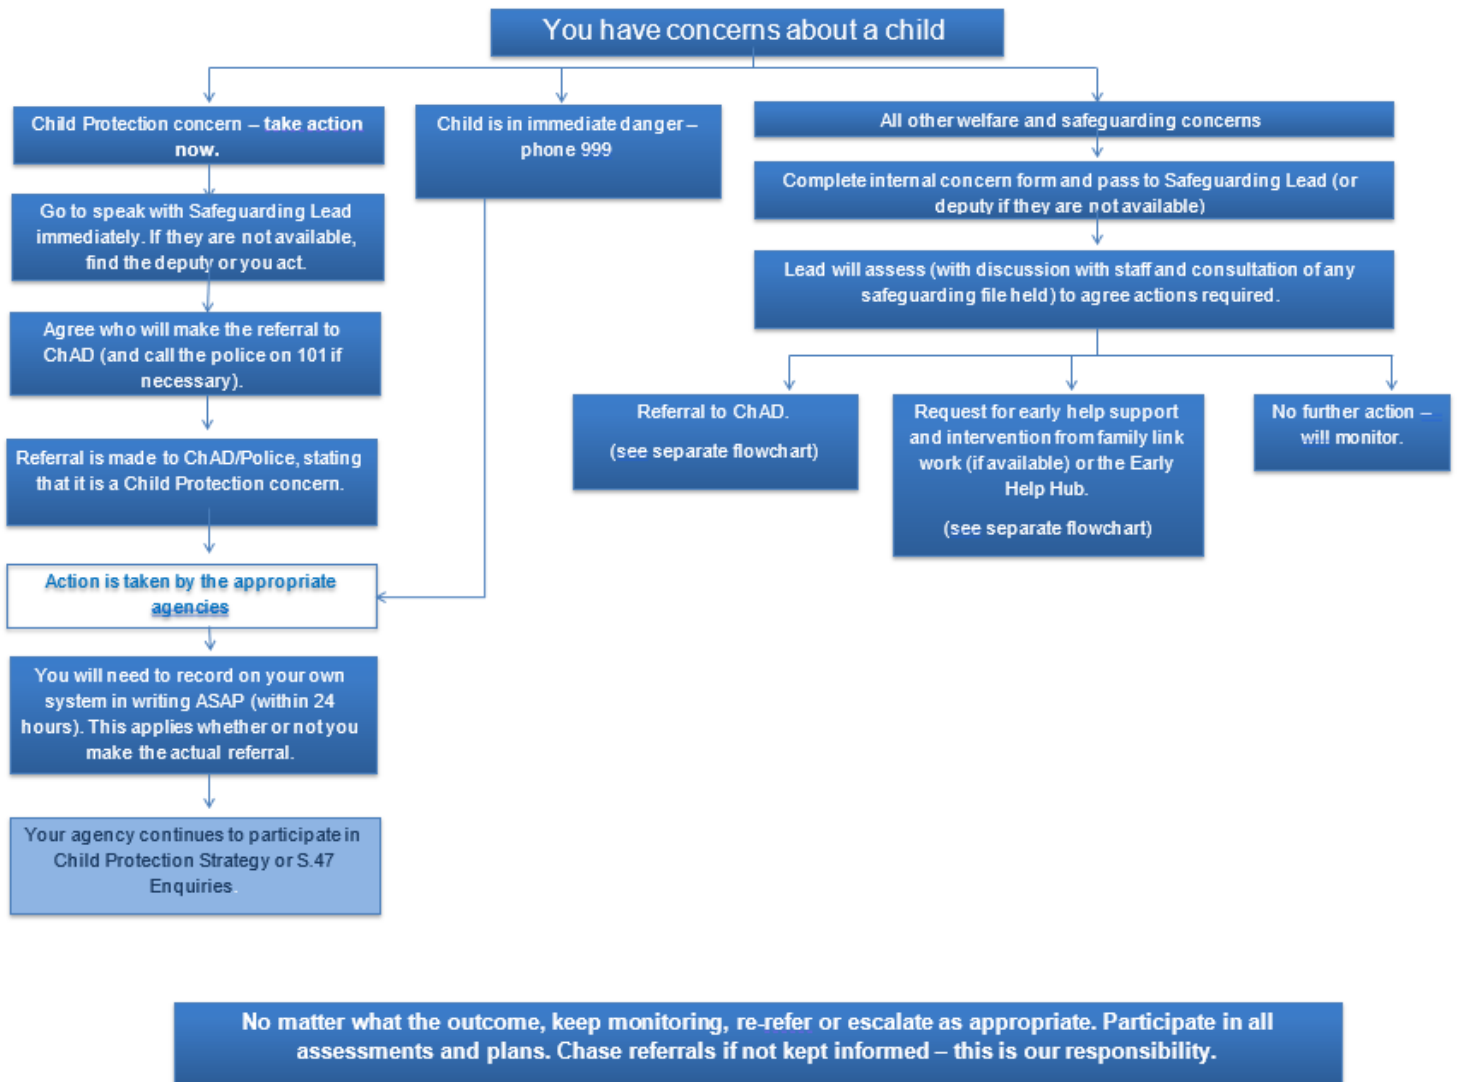 You have concerns about a child
Child Protection concern – take action
now.
Go to speak with Safeguarding Lead
immediately. If they are not available,
find the deputy or you act.
Agree who will make the referral to
ChAD (and call the police on 101 if
necessary).
Referral is made to ChAD/Police, stating
that it is a Child Protection concern.
Action is taken by the appropriate
agencies
You will need to record on your own
system in writing ASAP (within 24
hours). This applies whether or not you
make the actual referral.
Your agency continues to participate in
Child Protection Strategy or S.47
Enquiries.
Child is in immediate danger –
phone 999
All other welfare and safeguarding concerns
Complete internal concern form and pass to Safeguarding Lead (or
deputy if they are not available)
Lead will assess (with discussion with staff and consultation of any
safeguarding file held) to agree actions required.
Referral to ChAD.
(see separate flowchart)
Request for early help support
and intervention from family link
work (if available) or the Early
Help Hub.
(see separate flowchart)
No further action –
will monitor.
No matter what the outcome, keep monitoring, re-refer or escalate as appropriate. Participate in all
assessments and plans. Chase referrals if not kept informed – this is our responsibility.